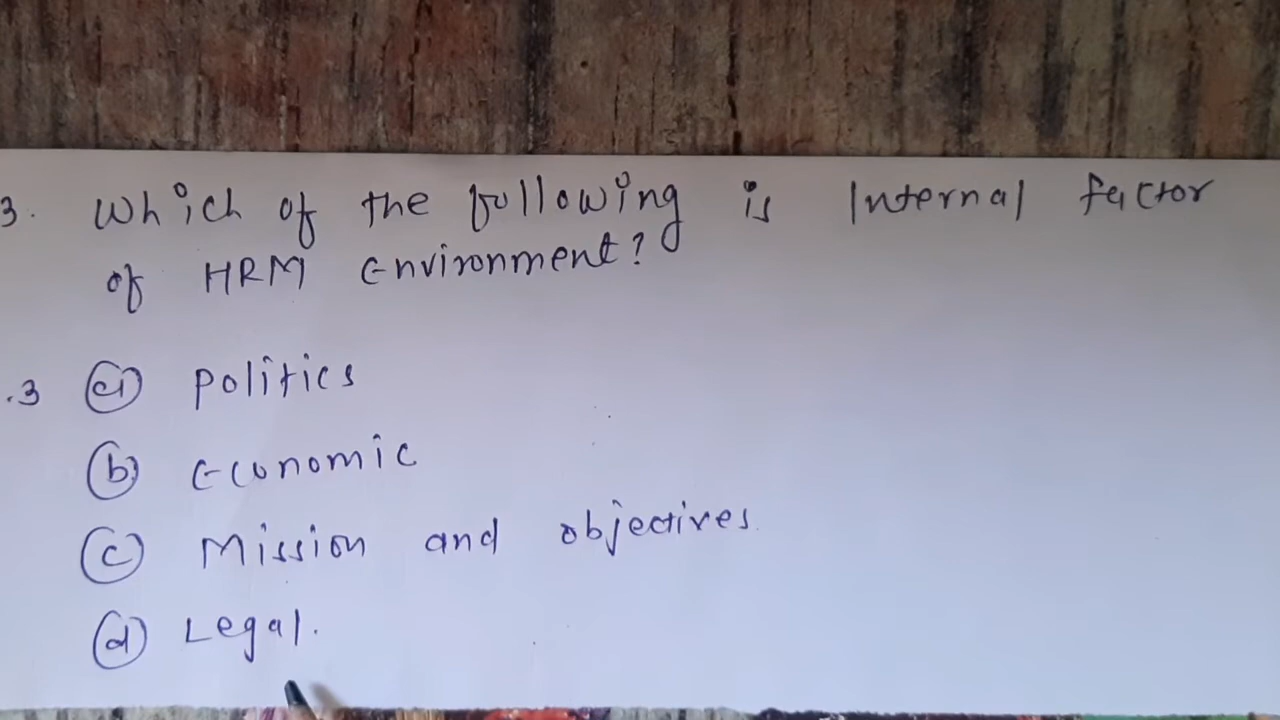 3. Which of the following is Internal factor
of HRM Environment?
.3 (a) Politics
(b) Economic
(c) Mission and objectives.
(d) Legal.